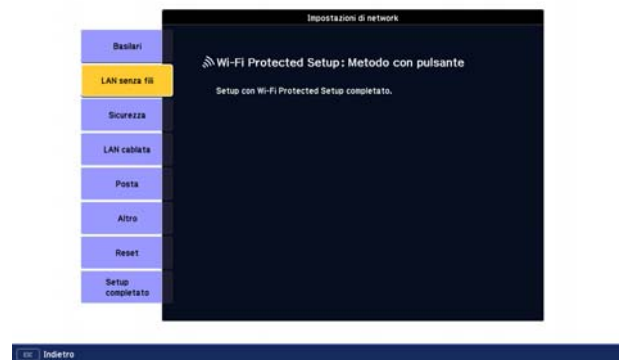 Impostazioni di network
Basilari
LAN senza fili
Sicurezza
LAN cablata
Posta
Altro
Reset
Setup
completato
Wi-Fi Protected Setup: Metodo con pulsante
Setup con Wi-Fi Protected Setup completato.
Esc Indietro